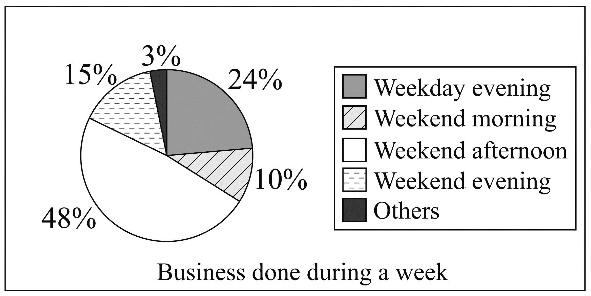 3%
15%
24%
10%
48%
Weekday evening
Weekend morning
Weekend afternoon
Weekend evening
Others
Business done during a week